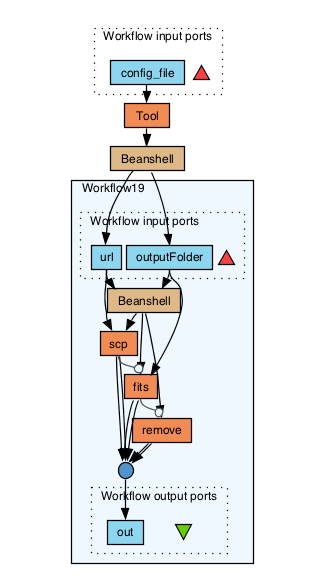 Workflow input ports
config_file
Tool
Beanshell
Workflow19
Workflow input ports
url
outputFolder
Beanshell
scp
fits
remove
Workflow output ports
out